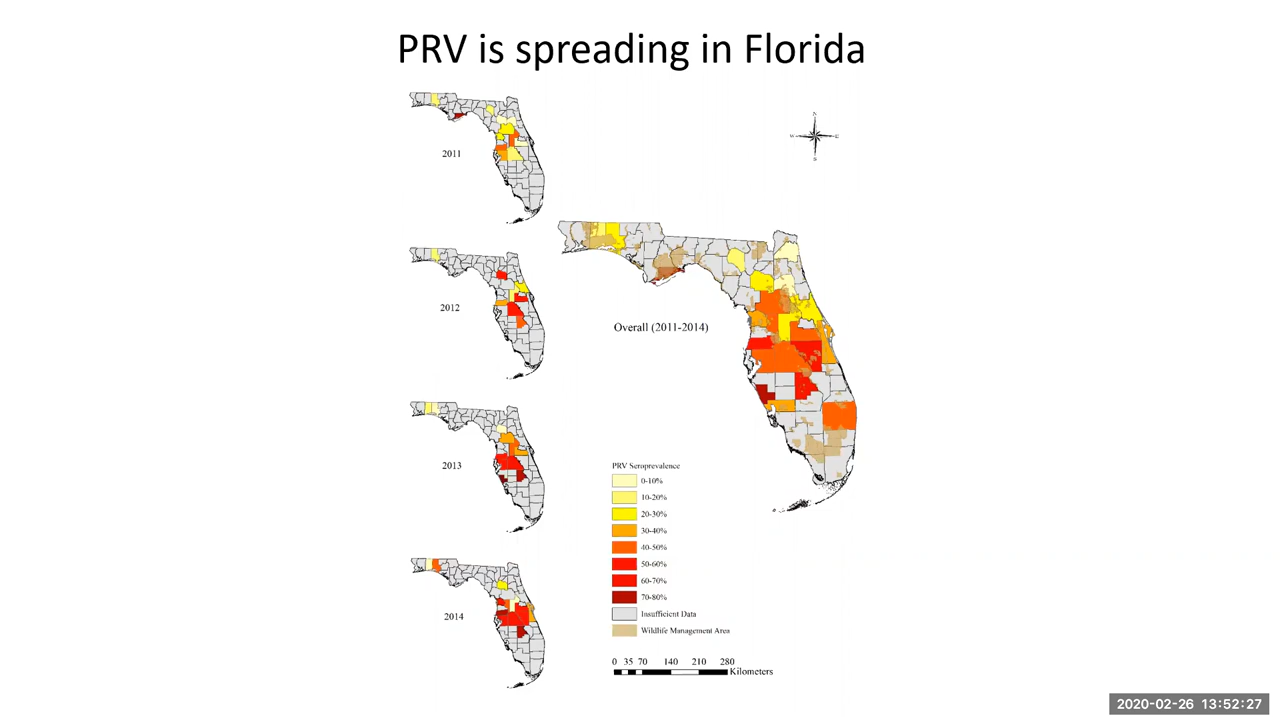 PRV is spreading in Florida
2011
2012
2013
2014
Overall (2011-2014)
PRV Seroprevalence
0-10%
10-20%
20-30%
30-40%
40-50%
50-60%
60-70%
70-80%
Insufficient Data
Wildlife Management Area
0 35 70 140 210 280
Kilometers
2020-02-26 13:52:27